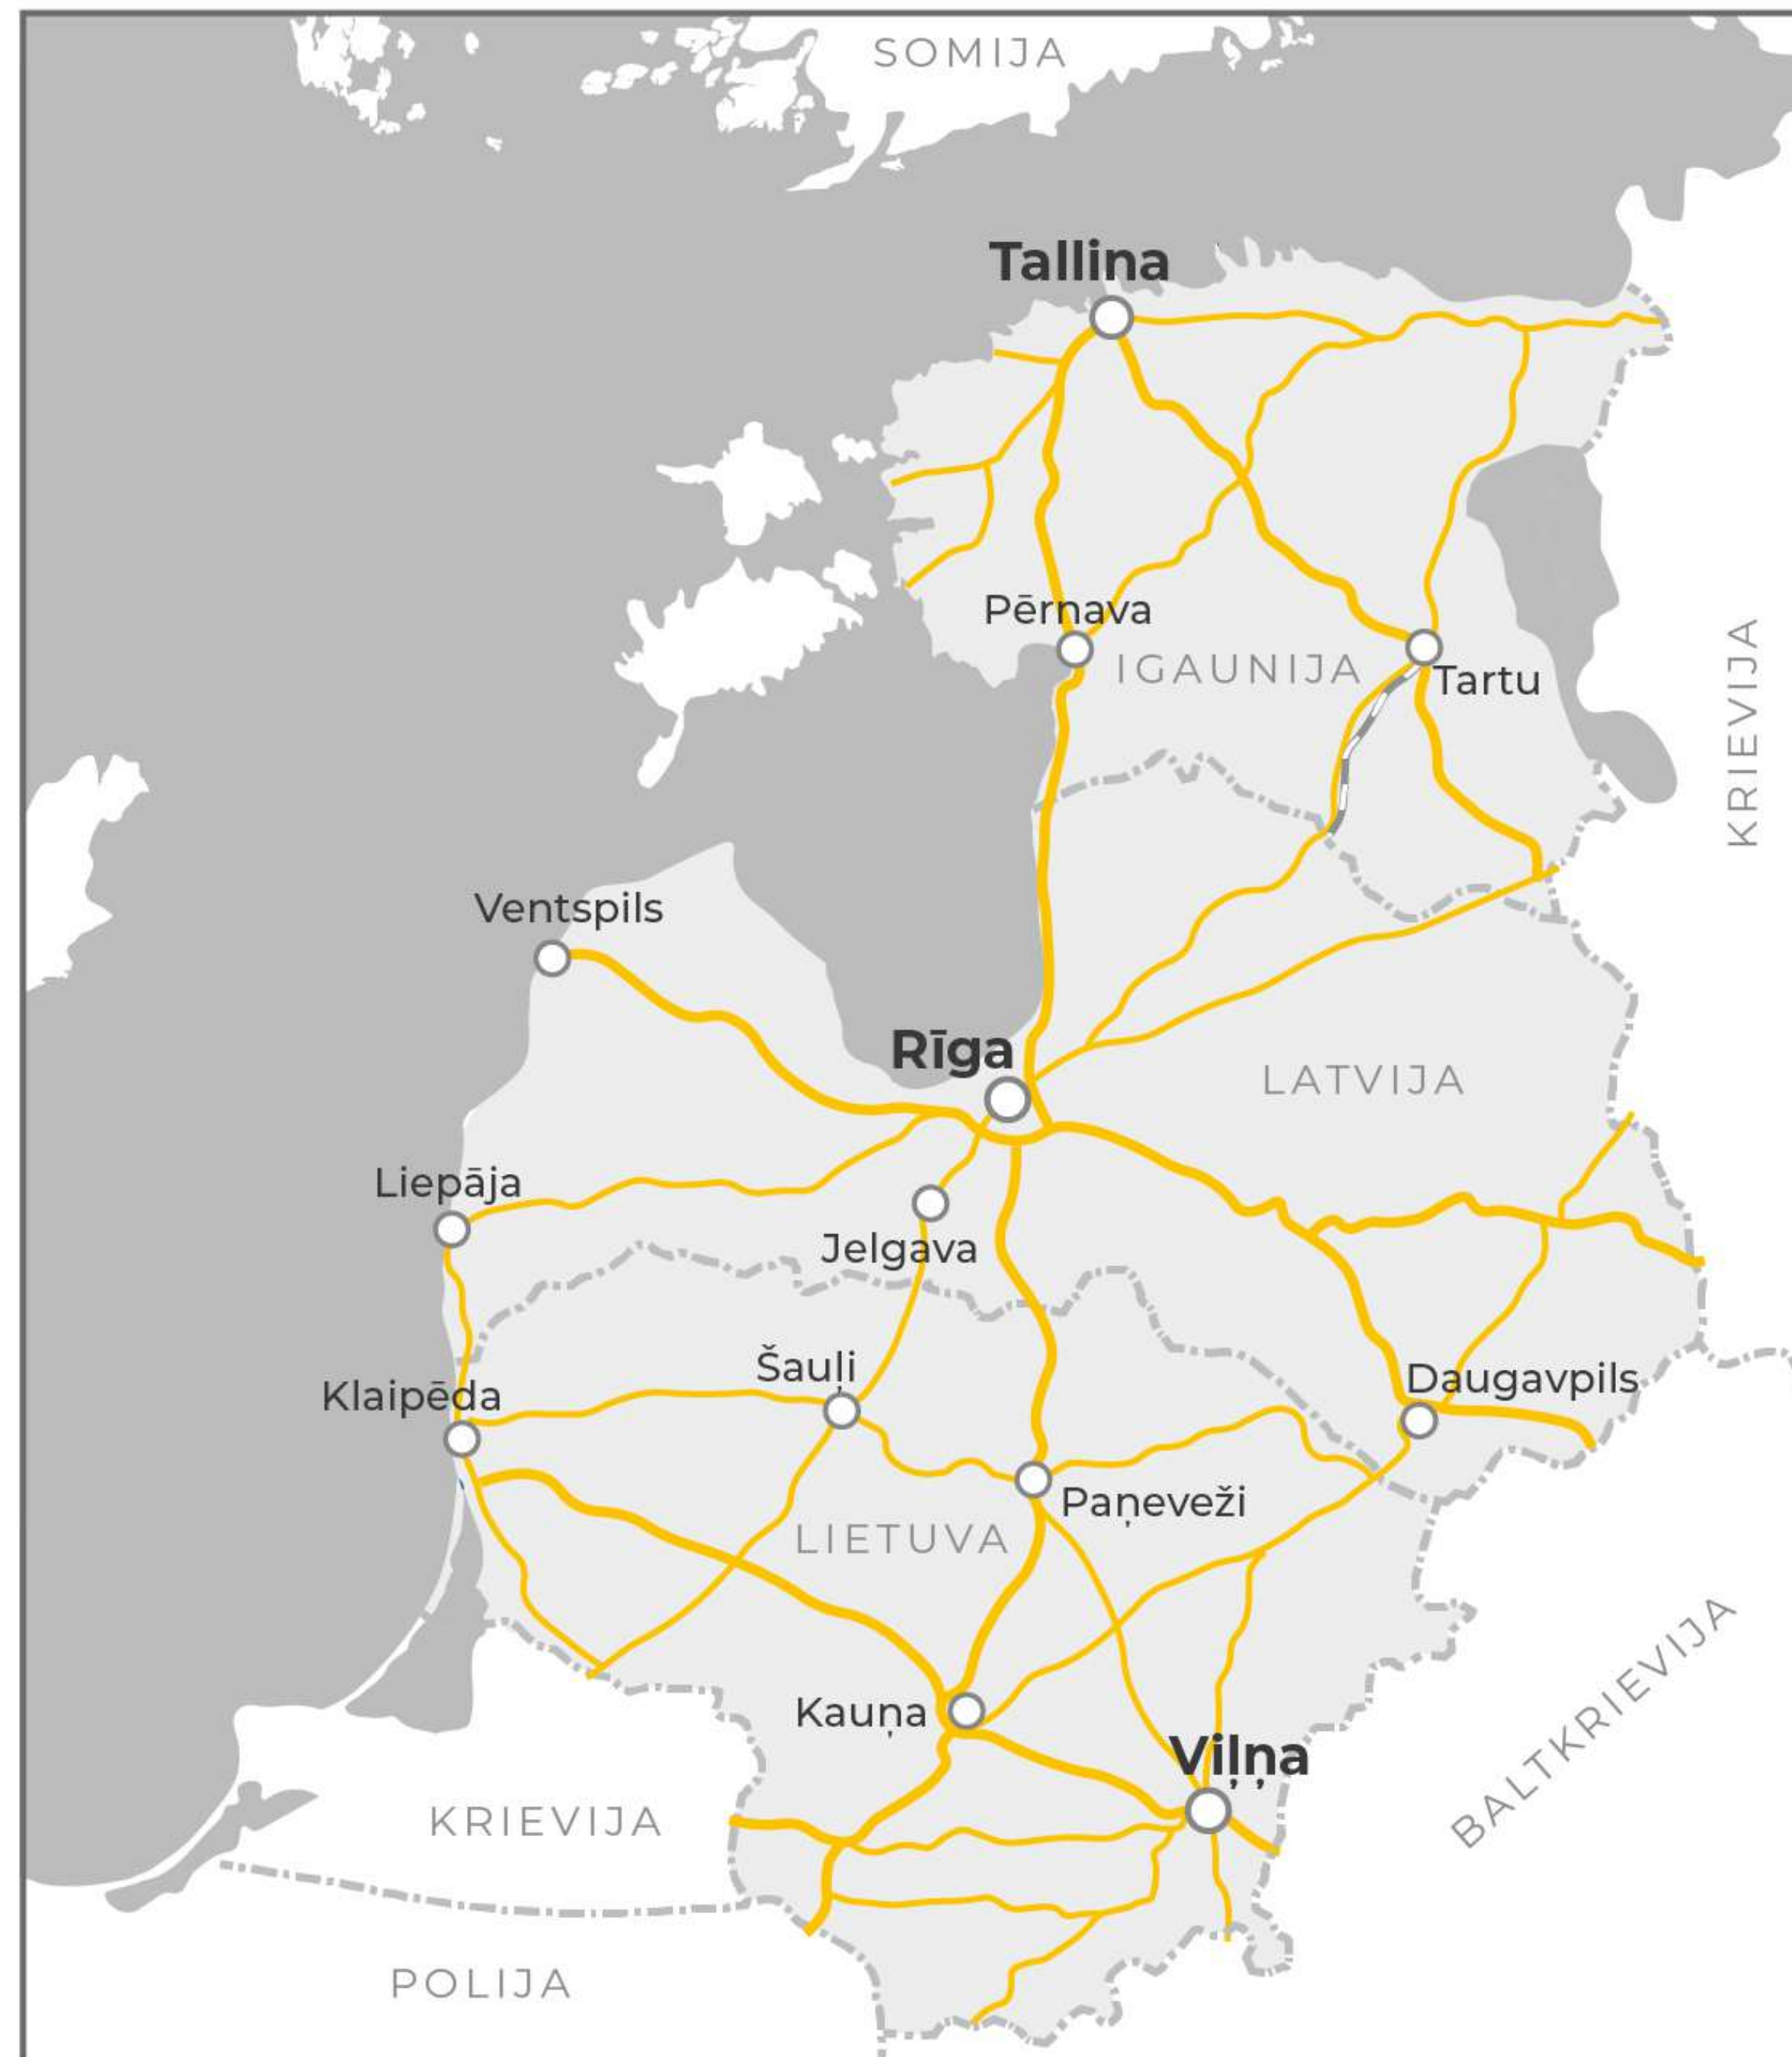 SOMIJA
Tallina
Pērnava
IGAUNIJA
Tartu
KRIEVIJA
Ventspils
Rīga
LATVIJA
Liepāja
Jelgava
Šauļi
Daugavpils
Klaipēda
Paņeveži
LIETUVA
Kauņa
Viļņa
BALTKRIEVIJA
KRIEVIJA
POLIJA